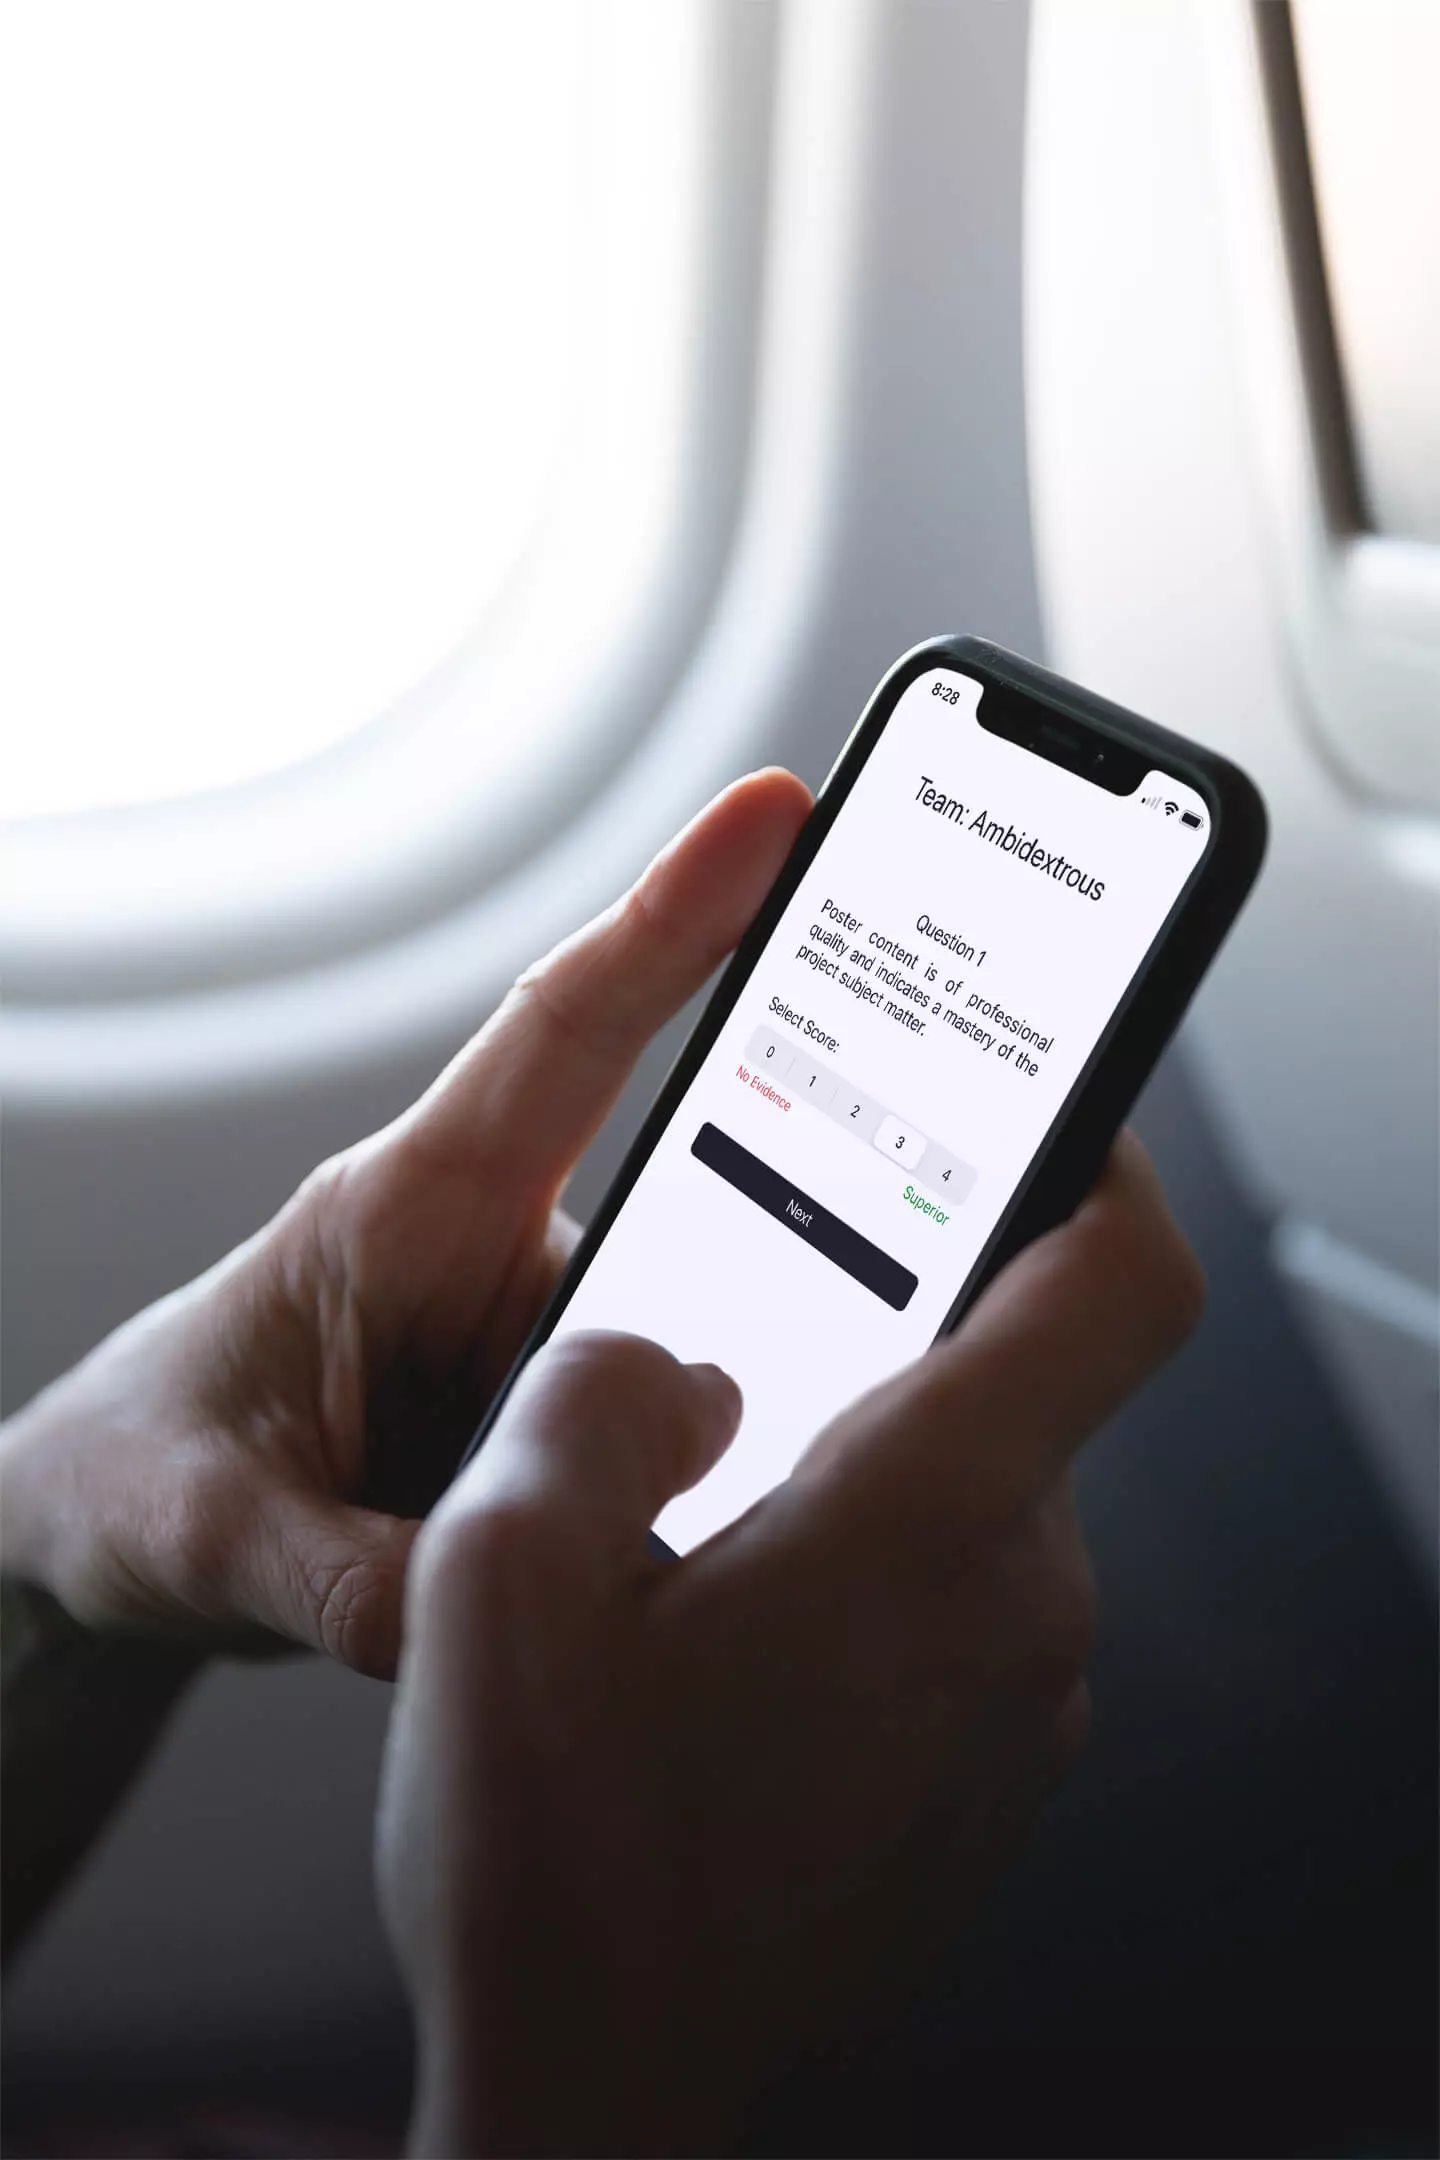 8:28
Team: Ambidextrous
Question 1
Poster content is of professional
quality and indicates a mastery of the
project subject matter.
Select Score:
0 1 2 3 4
No Evidence
Superior
Next